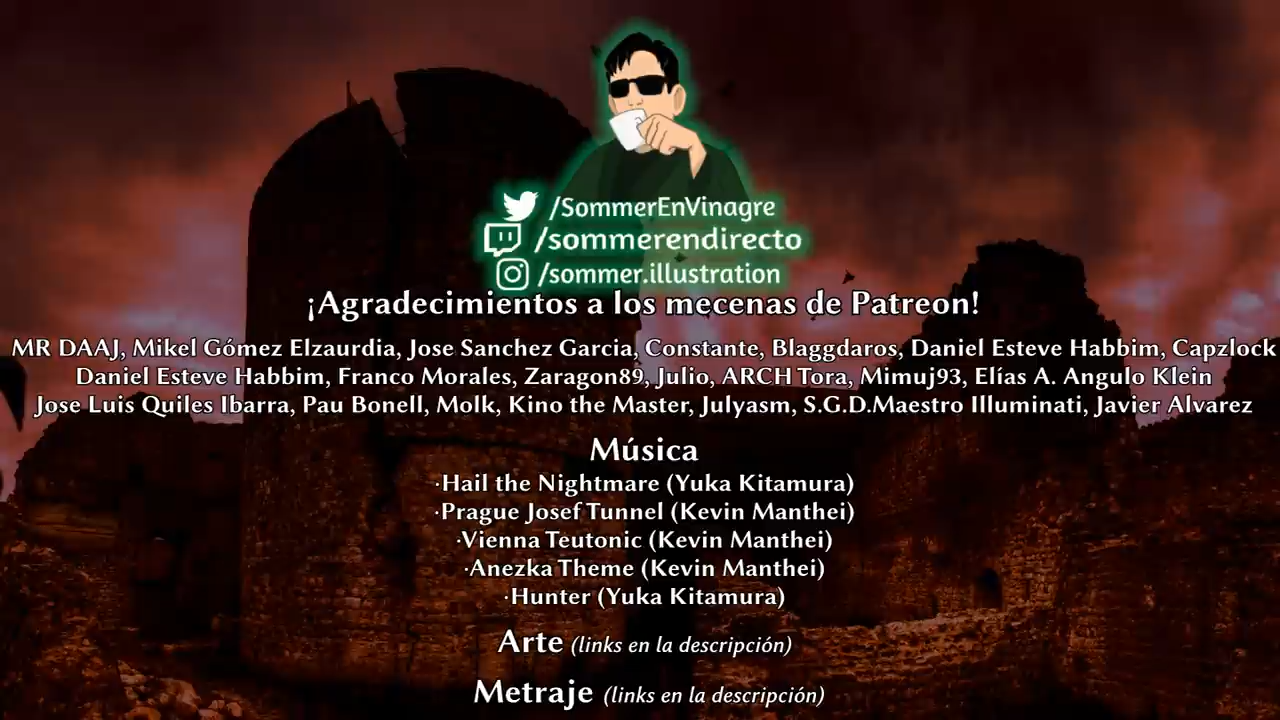 /SommerEnVinagre
/sommerendirecto
/sommer.illustration
¡Agradecimientos a los mecenas de Patreon!
MR DAAJ, Mikel Gómez Elzaurdia, Jose Sanchez Garcia, Constante, Blaggdaros, Daniel Esteve Habbim, Capzlock
Daniel Esteve Habbim, Franco Morales, Zaragon89, Julio, ARCH Tora, Mimuj93, Elías A. Angulo Klein
Jose Luis Quiles Ibarra, Pau Bonell, Molk, Kino the Master, Julyasm, S.G.D.Maestro Illuminati, Javier Alvarez
Música
·Hail the Nightmare (Yuka Kitamura)
·Prague Josef Tunnel (Kevin Manthei)
·Vienna Teutonic (Kevin Manthei)
·Anezka Theme (Kevin Manthei)
·Hunter (Yuka Kitamura)
Arte (links en la descripción)
Metraje (links en la descripción)